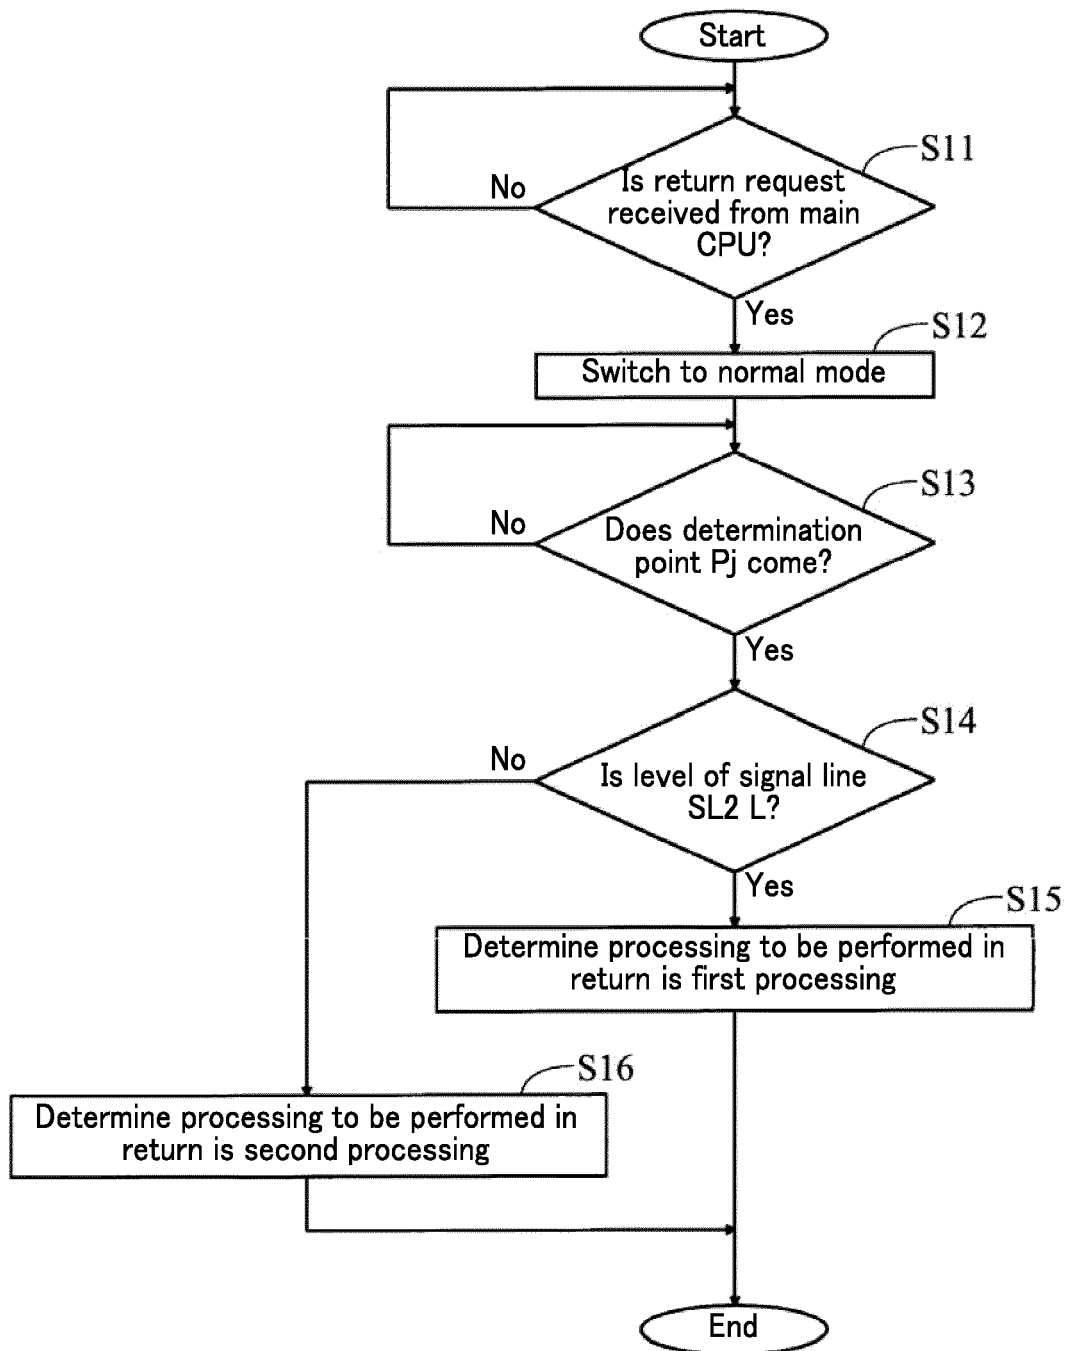 Start
S11
No
Is return request
received from main
CPU?
Yes
S12
Switch to normal mode
S13
No
Does determination
point Pj come?
Yes
S14
No
Is level of signal line
SL2 L?
Yes
S15
Determine processing to be performed in
return is first processing
S16
Determine processing to be performed in
return is second processing
End